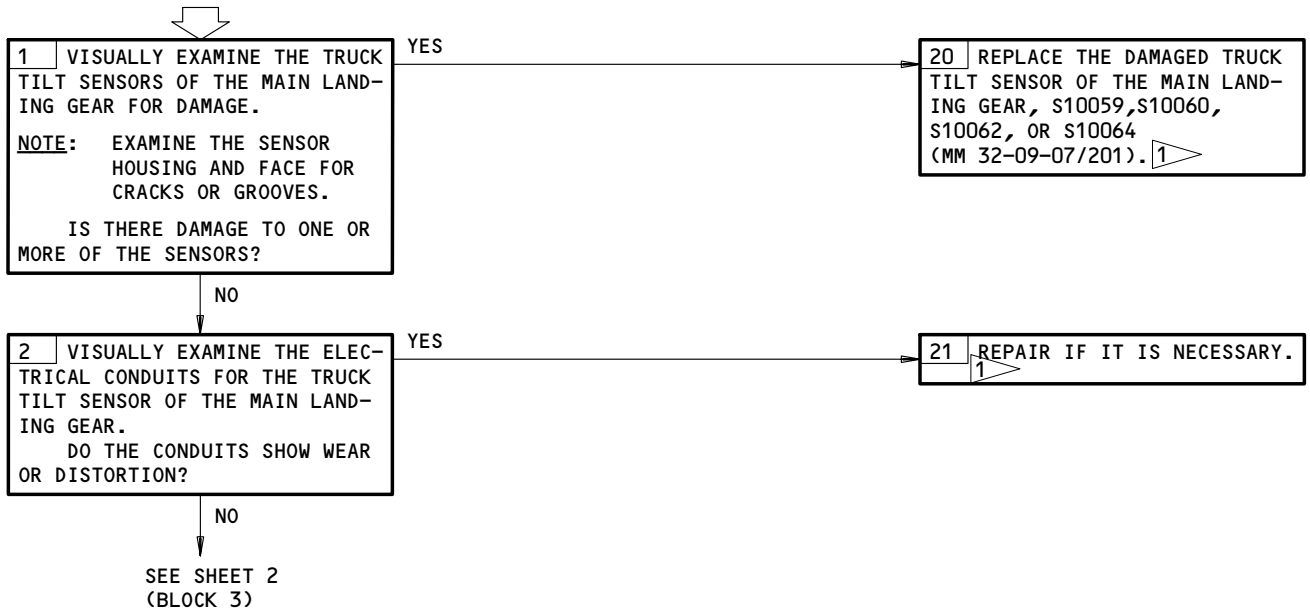 1 VISUALLY EXAMINE THE TRUCK
TILT SENSORS OF THE MAIN LAND-
ING GEAR FOR DAMAGE.
NOTE: EXAMINE THE SENSOR
HOUSING AND FACE FOR
CRACKS OR GROOVES.
IS THERE DAMAGE TO ONE OR
MORE OF THE SENSORS?
YES
20 REPLACE THE DAMAGED TRUCK
TILT SENSOR OF THE MAIN LAND-
ING GEAR, S10059,S10060,
S10062, OR S10064
(MM 32-09-07/201). 1
NO
2 VISUALLY EXAMINE THE ELEC-
TRICAL CONDUITS FOR THE TRUCK
TILT SENSOR OF THE MAIN LAND-
ING GEAR.
DO THE CONDUITS SHOW WEAR
OR DISTORTION?
YES
21 REPAIR IF IT IS NECESSARY.
1
NO
SEE SHEET 2
(BLOCK 3)